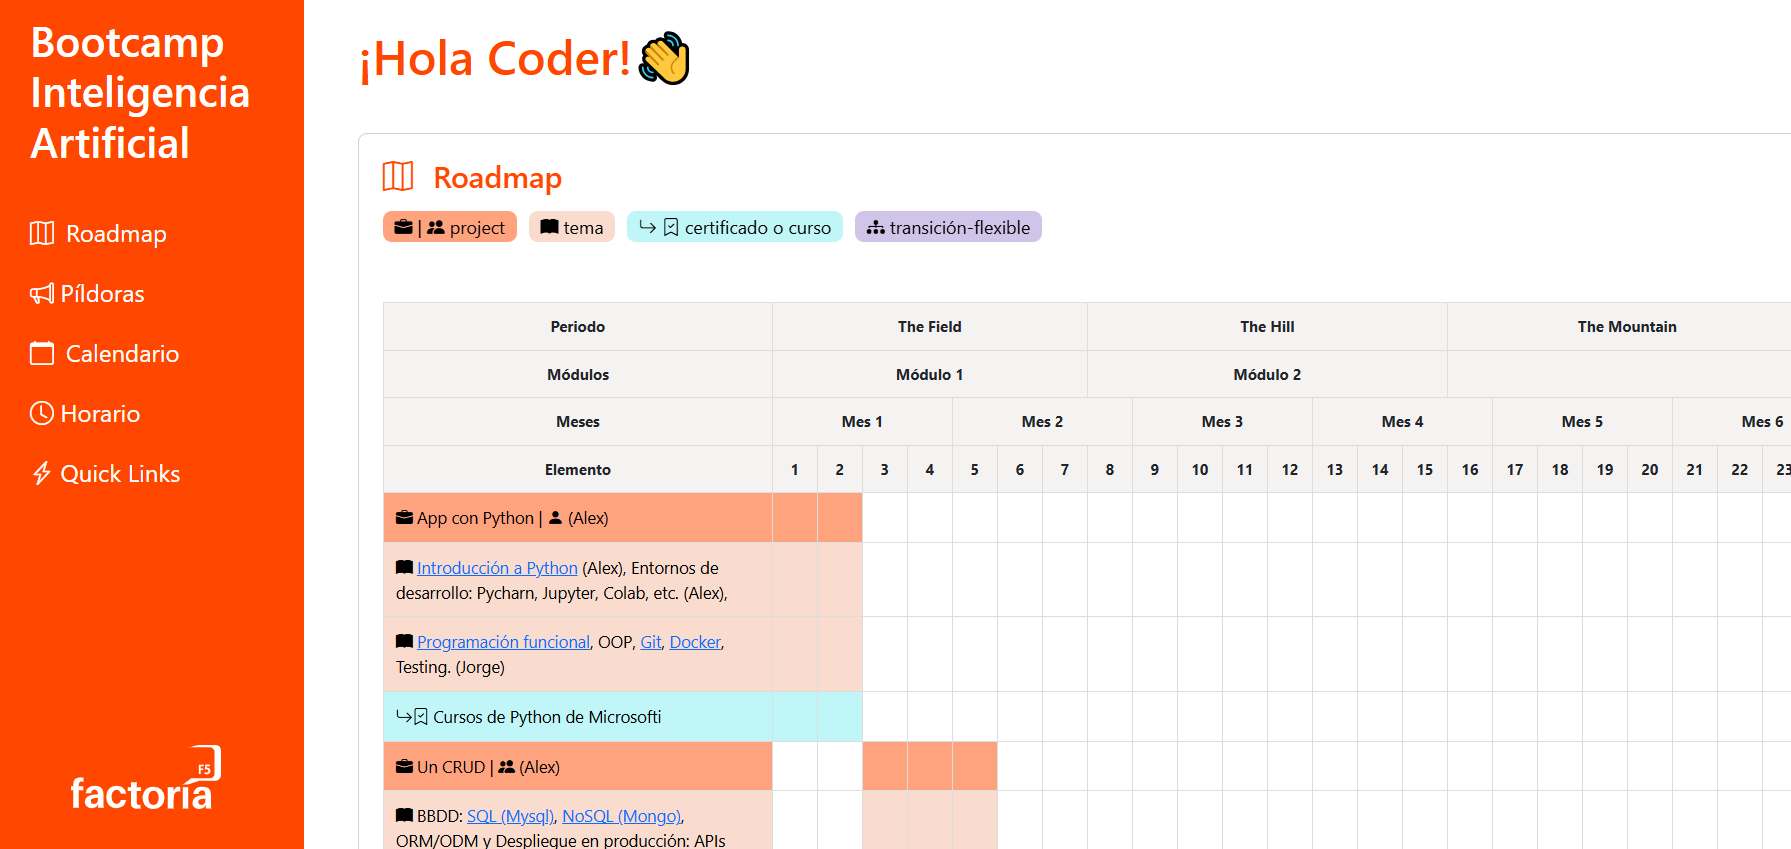 Bootcamp
Inteligencia
Artificial
Roadmap
Píldoras
Calendario
Horario
Quick Links
factoría F5
¡Hola Coder!
Roadmap
| project
tema
certificado o curso
transición-flexible
Periodo The Field The Hill The Mountain
Módulos Módulo 1 Módulo 2
Meses Mes 1 Mes 2 Mes 3 Mes 4 Mes 5 Mes 6
Elemento 1 2 3 4 5 6 7 8 9 10 11 12 13 14 15 16 17 18 19 20 21 22 23
App con Python | (Alex)
Introducción a Python (Alex), Entornos de
desarrollo: Pycharn, Jupyter, Colab, etc. (Alex),
Programación funcional, OOP, Git, Docker,
Testing. (Jorge)
Cursos de Python de Microsofti
Un CRUD | (Alex)
BBDD: SQL (Mysql), NoSQL (Mongo),
ORM/ODM y Despliegue en producción: APIs